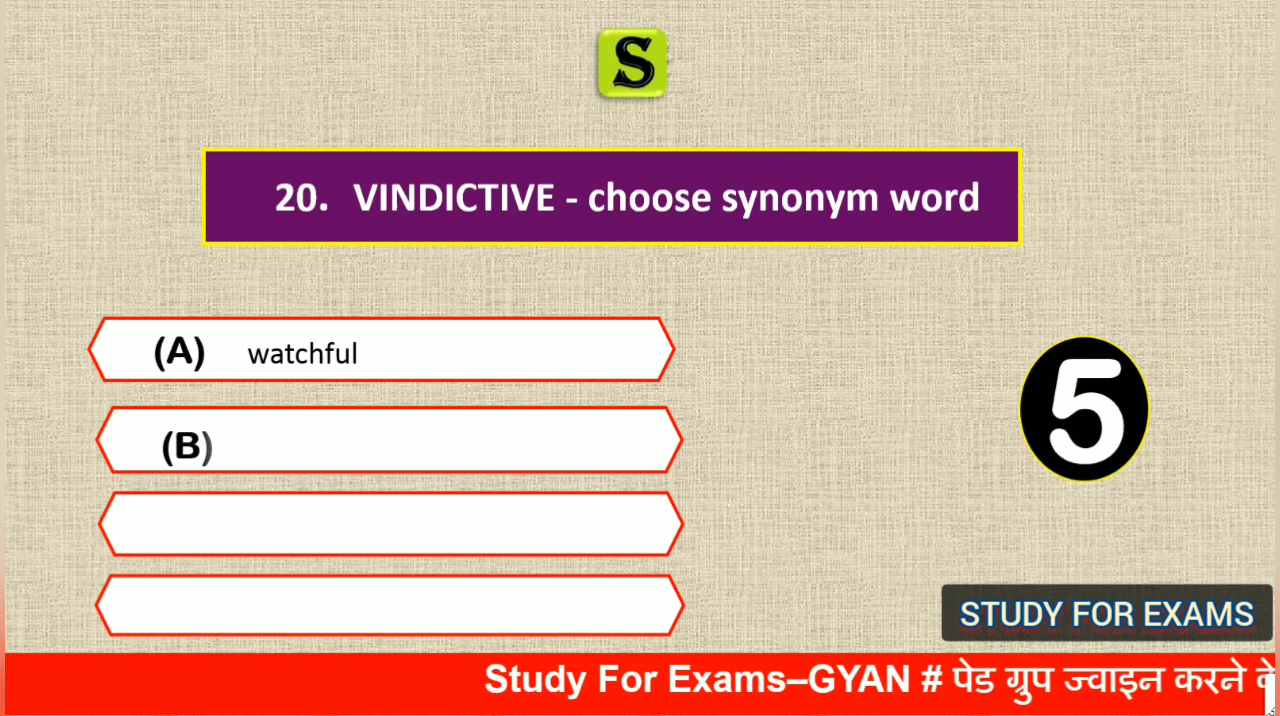 S
20. VINDICTIVE - choose synonym word
(A) watchful
(B)
5
STUDY FOR EXAMS
Study For Exams–GYAN # पेड ग्रुप ज्वाइन करने